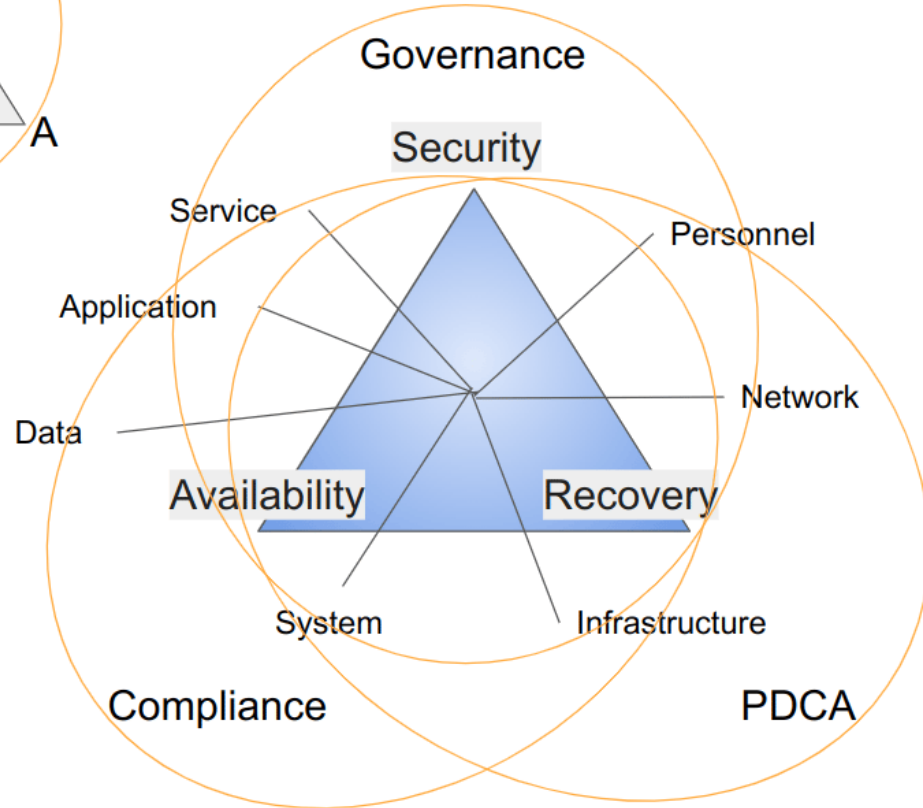 Governance
A
Security
Service
Personnel
Application
Network
Data
Availability
Recovery
System
Infrastructure
Compliance
PDCA